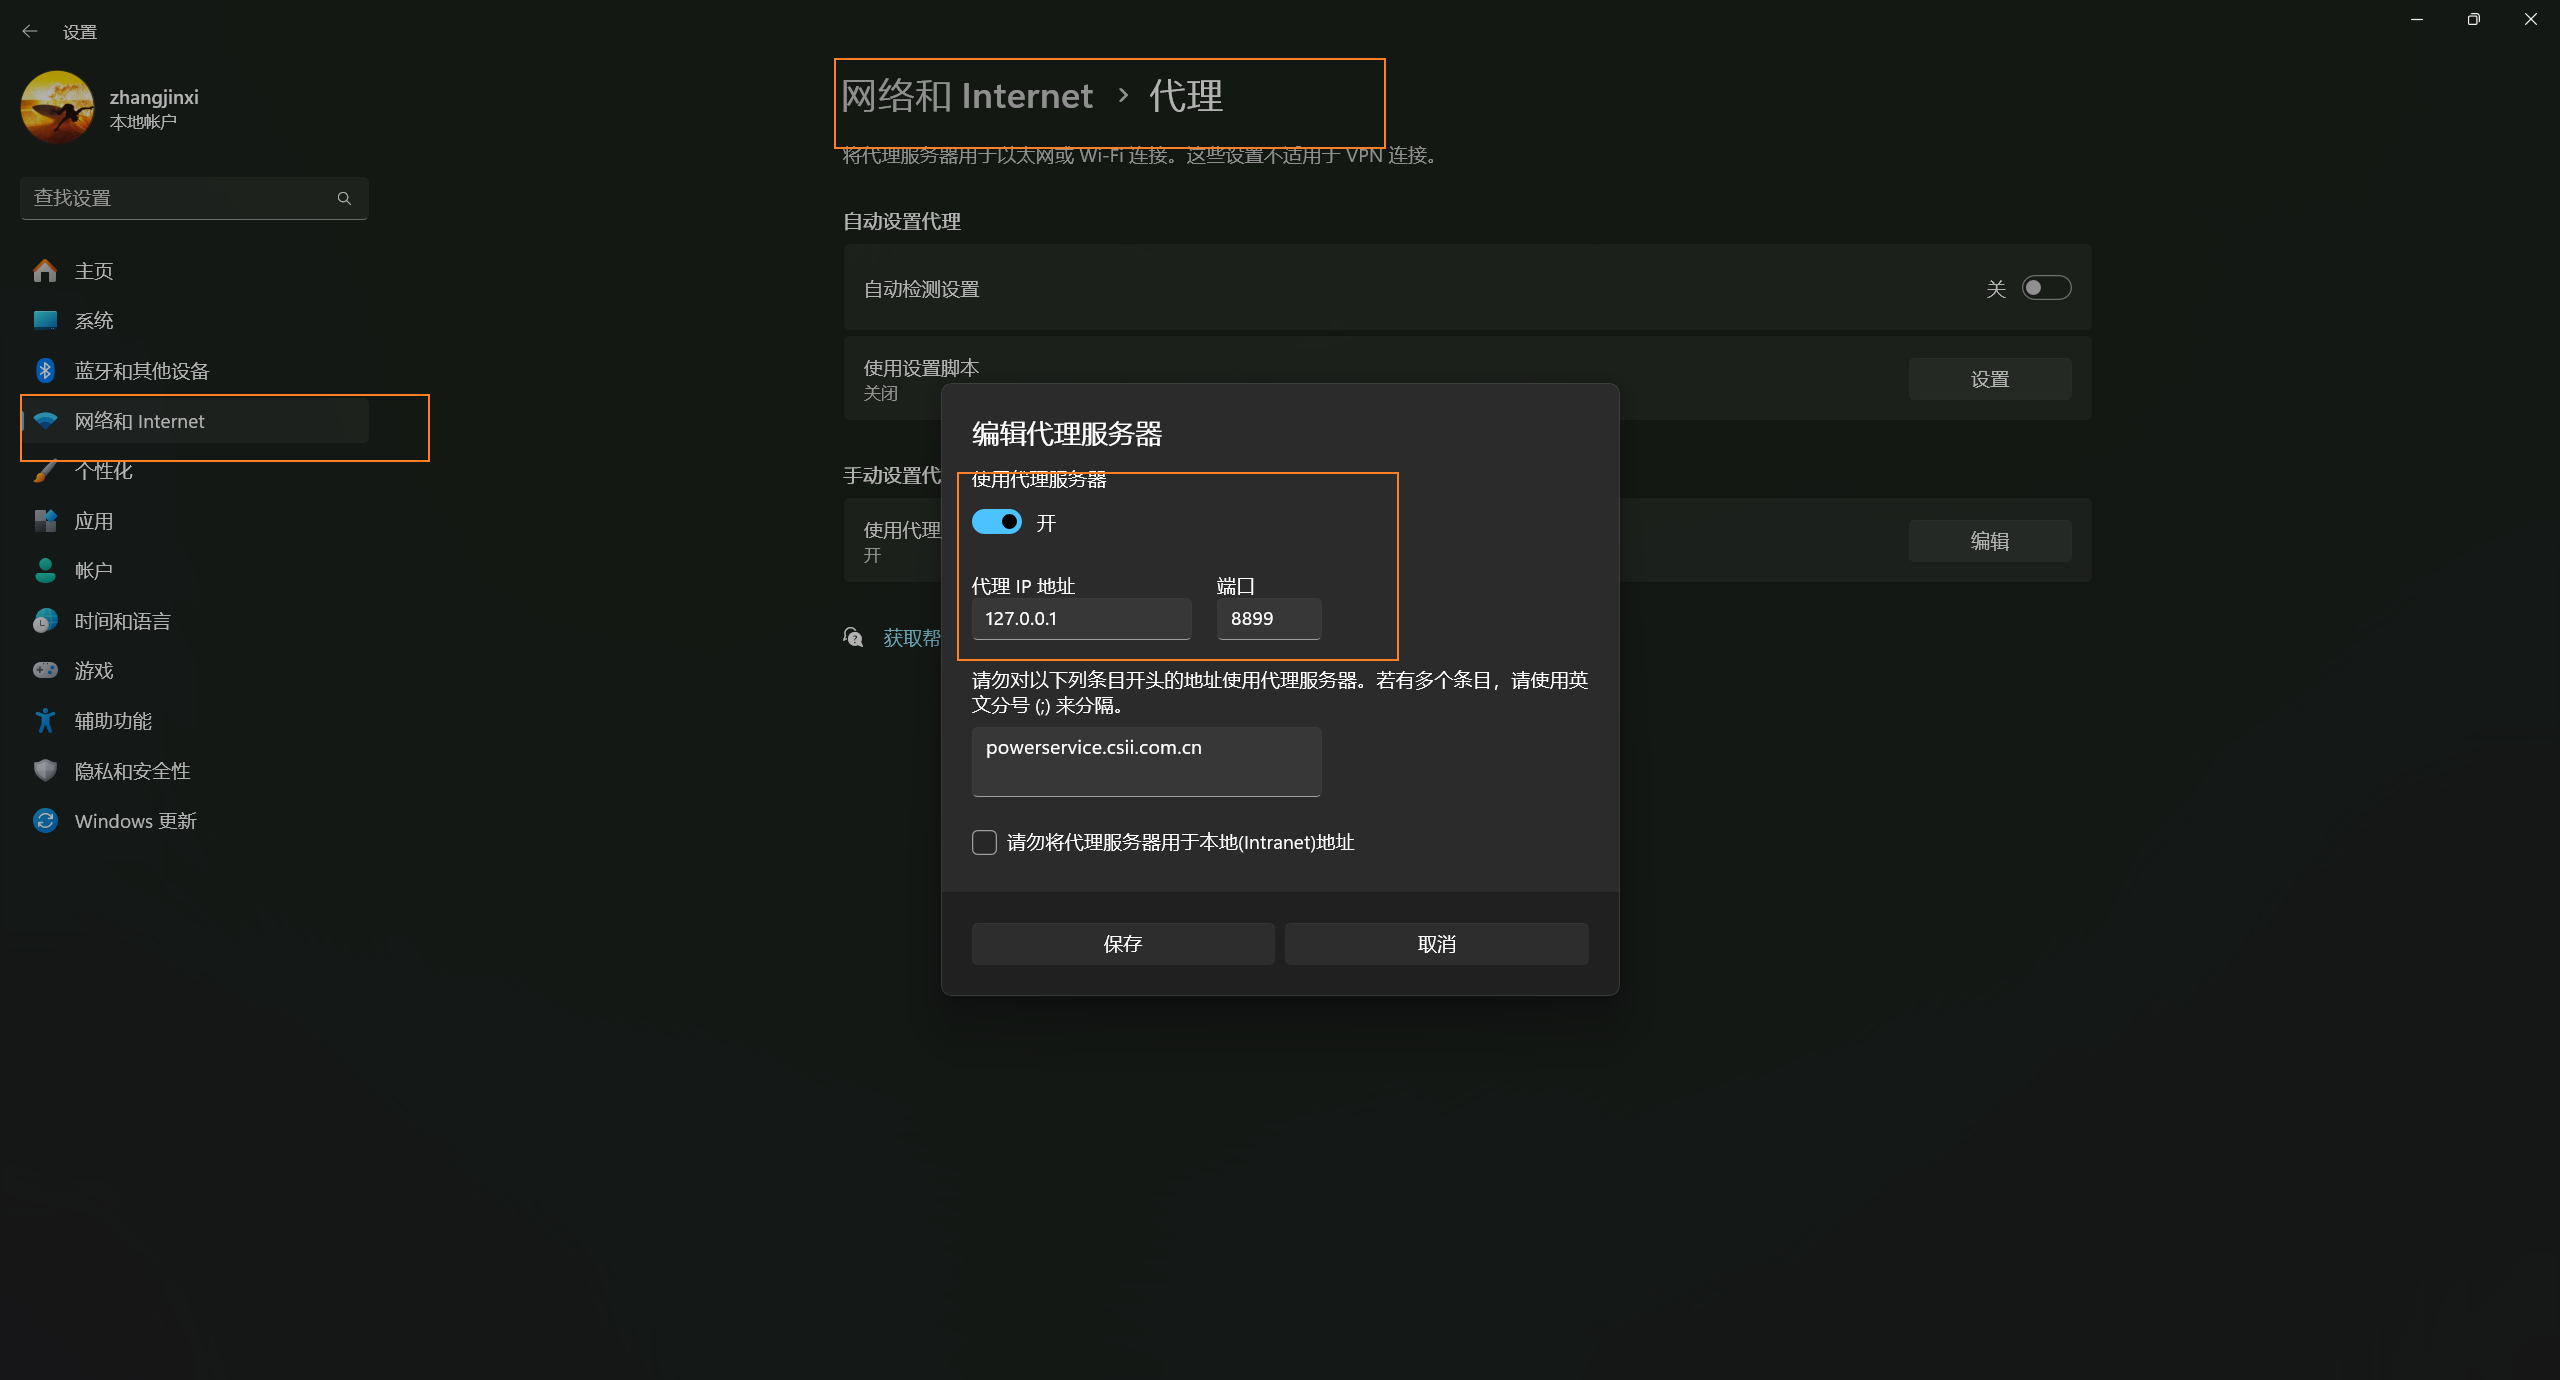 设置
zhangjinxi
本地帐户
查找设置
主页
系统
蓝牙和其他设备
网络和 Internet
个性化
应用
帐户
时间和语言
游戏
辅助功能
隐私和安全性
Windows 更新
网络和 Internet › 代理
将代理服务器用于以太网或 Wi-Fi 连接。这些设置不适用于 VPN 连接。
自动设置代理
自动检测设置
关
使用设置脚本
关闭
设置
手动设置代
使用代理
开
编辑
获取帮
编辑代理服务器
使用代理服务器
开
代理 IP 地址 端口
127.0.0.1 8899
请勿对以下列条目开头的地址使用代理服务器。若有多个条目，请使用英
文分号 (;) 来分隔。
powerservice.csii.com.cn
请勿将代理服务器用于本地(Intranet)地址
保存 取消